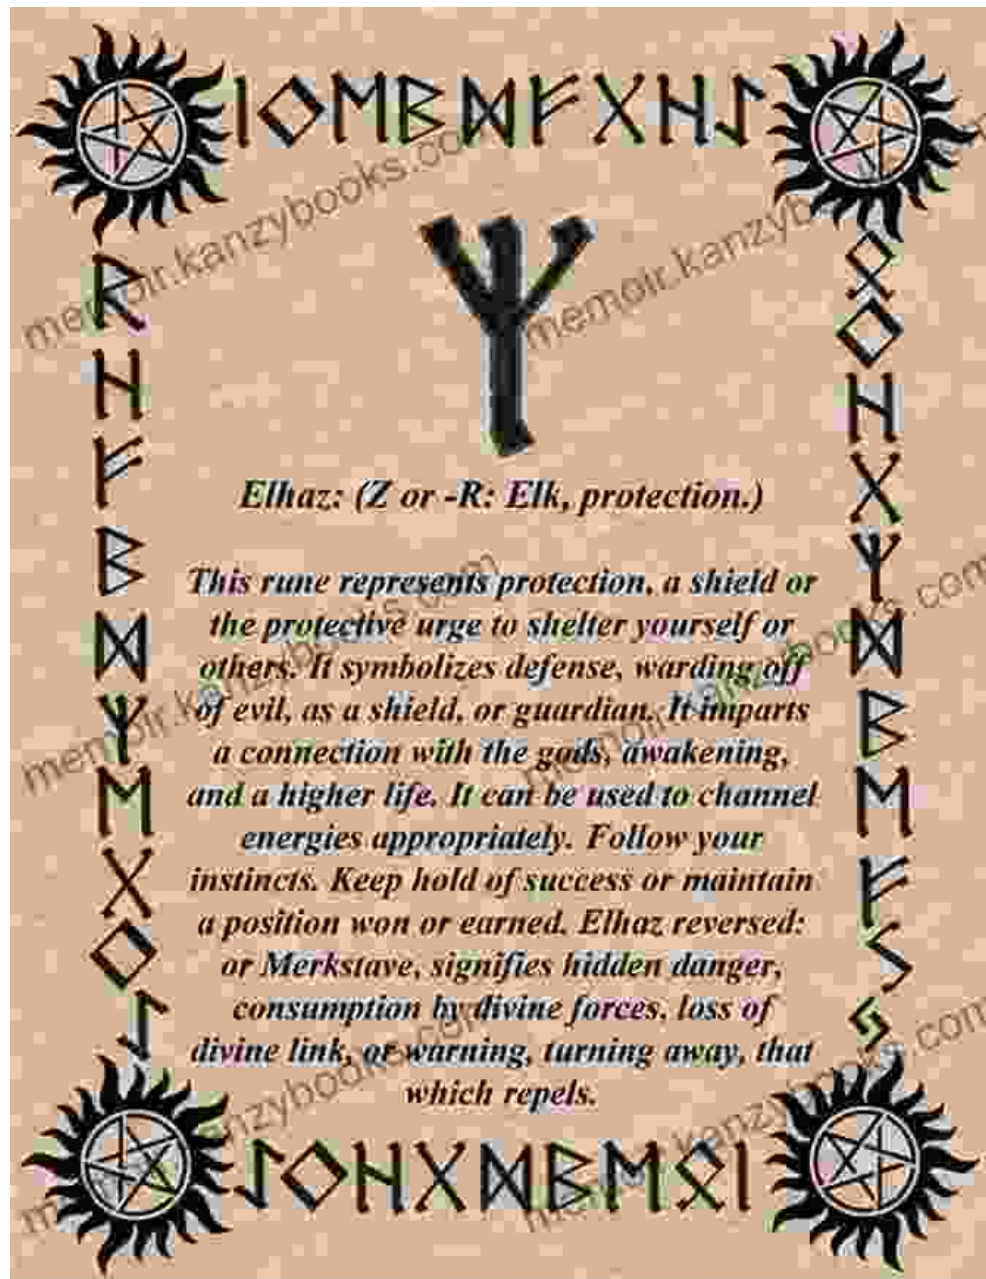 memoir.kanzybooks.com
ᛉ
Elhaz: (Z or -R: Elk, protection.)
This rune represents protection, a shield or
the protective urge to shelter yourself or
others. It symbolizes defense, warding off
of evil, as a shield, or guardian. It imparts
a connection with the gods, awakening,
and a higher life. It can be used to channel
energies appropriately. Follow your
instincts. Keep hold of success or maintain
a position won or earned. Elhaz reversed:
or Merkstave, signifies hidden danger,
consumption by divine forces, loss of
divine link, or warning, turning away, that
which repels.